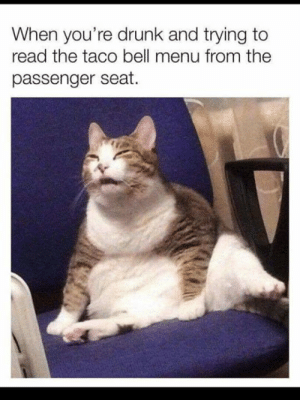 When you're drunk and trying to
read the taco bell menu from the
passenger seat.